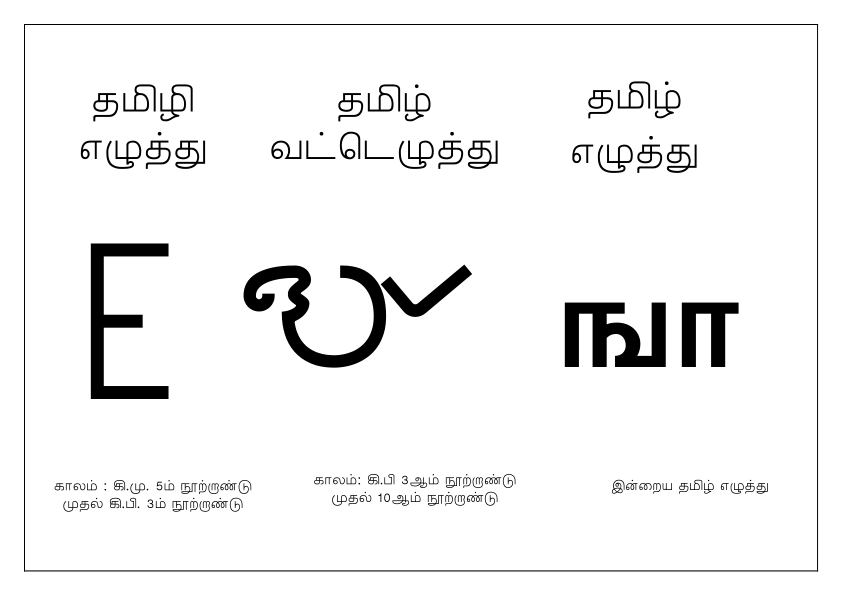 தமிழி
எழுத்து
தமிழ்
வட்டெழுத்து
தமிழ்
எழுத்து
ஙா
காலம் : கி.மு. 5ம் நூற்றாண்டு
முதல் கி.பி. 3ம் நூற்றாண்டு
காலம்: கி.பி 3ஆம் நூற்றாண்டு
முதல் 10ஆம் நூற்றாண்டு
இன்றைய தமிழ் எழுத்து